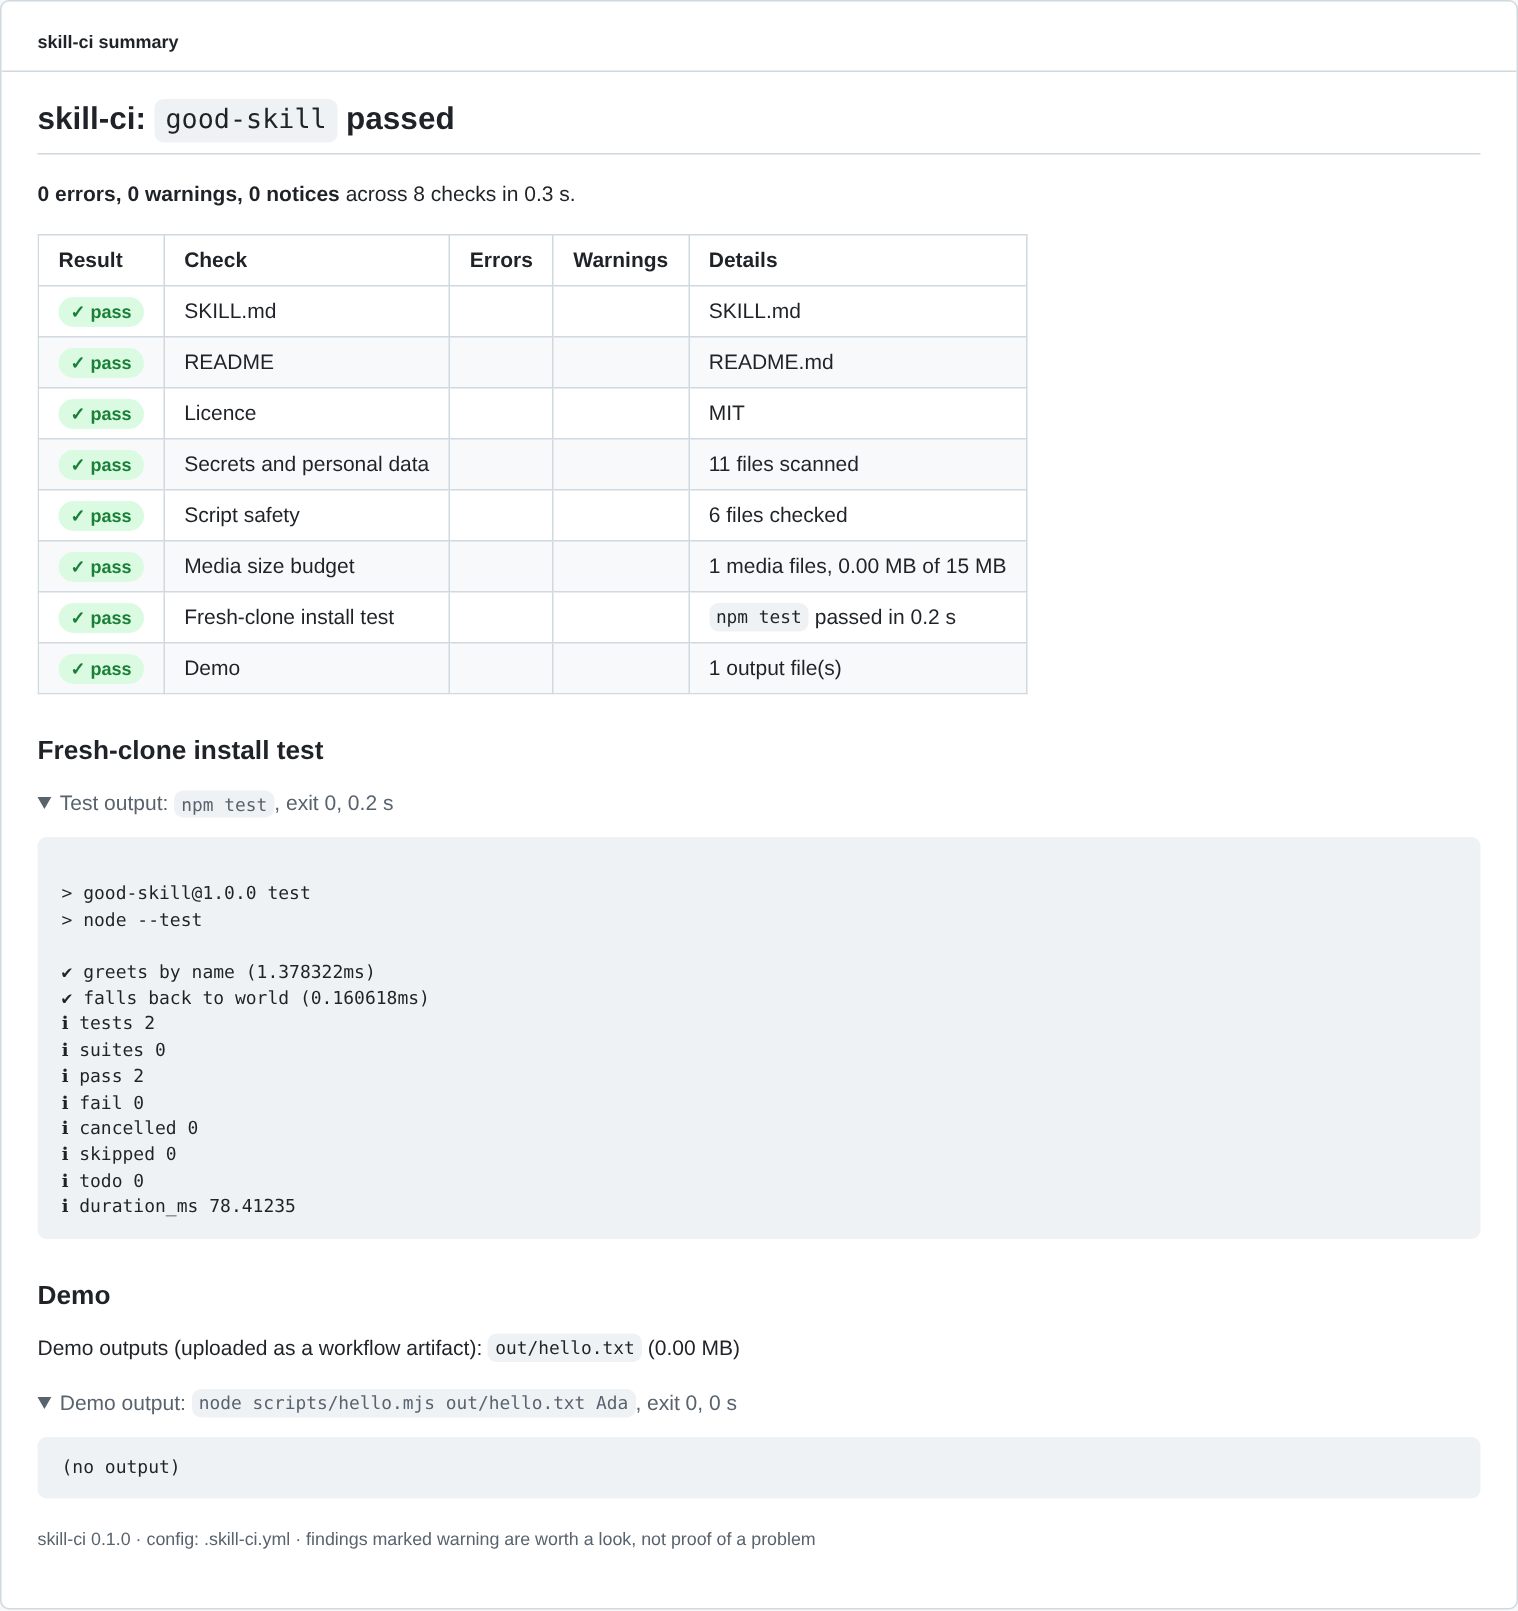 skill-ci summary
skill-ci: good-skill passed
0 errors, 0 warnings, 0 notices across 8 checks in 0.3 s.
Result Check Errors Warnings Details
✓ pass SKILL.md SKILL.md
✓ pass README README.md
✓ pass Licence MIT
✓ pass Secrets and personal data 11 files scanned
✓ pass Script safety 6 files checked
✓ pass Media size budget 1 media files, 0.00 MB of 15 MB
✓ pass Fresh-clone install test npm test passed in 0.2 s
✓ pass Demo 1 output file(s)
Fresh-clone install test
▼ Test output: npm test, exit 0, 0.2 s
> good-skill@1.0.0 test
> node --test
✔ greets by name (1.378322ms)
✔ falls back to world (0.160618ms)
ℹ tests 2
ℹ suites 0
ℹ pass 2
ℹ fail 0
ℹ cancelled 0
ℹ skipped 0
ℹ todo 0
ℹ duration_ms 78.41235
Demo
Demo outputs (uploaded as a workflow artifact): out/hello.txt (0.00 MB)
▼ Demo output: node scripts/hello.mjs out/hello.txt Ada, exit 0, 0 s
(no output)
skill-ci 0.1.0 · config: .skill-ci.yml · findings marked warning are worth a look, not proof of a problem